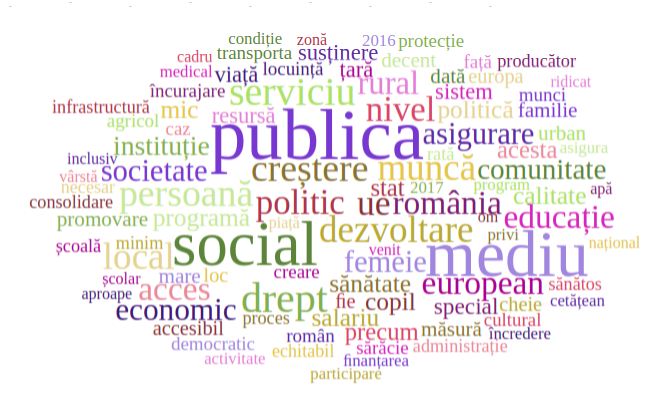 condiție zonă 2016 protecție
cadru transporta susținere decent
medical viață locuință țară față producător
încurajare serviciu rural dată europa ridicat
infrastructură mic resursă nivel sistem munci
agricol caz publica politică familie
instituție asigurare urban
inclusiv creștere muncă rată acesta asigura
vârstă societate comunitate
necesar persoană stat 2017 program calitate apă
consolidare politic ue românia
promovare programă piață om educație
școală minim social dezvoltare privi național
local femeie venit mediu
școlar mare loc creare sănătate european sănătos
aproape acces drept fie copil special cheie cetățean
economic proces salariu cultural
accesibil român precum măsură încredere
democratic echitabil sărăcie administrație
activitate finanțarea
participare